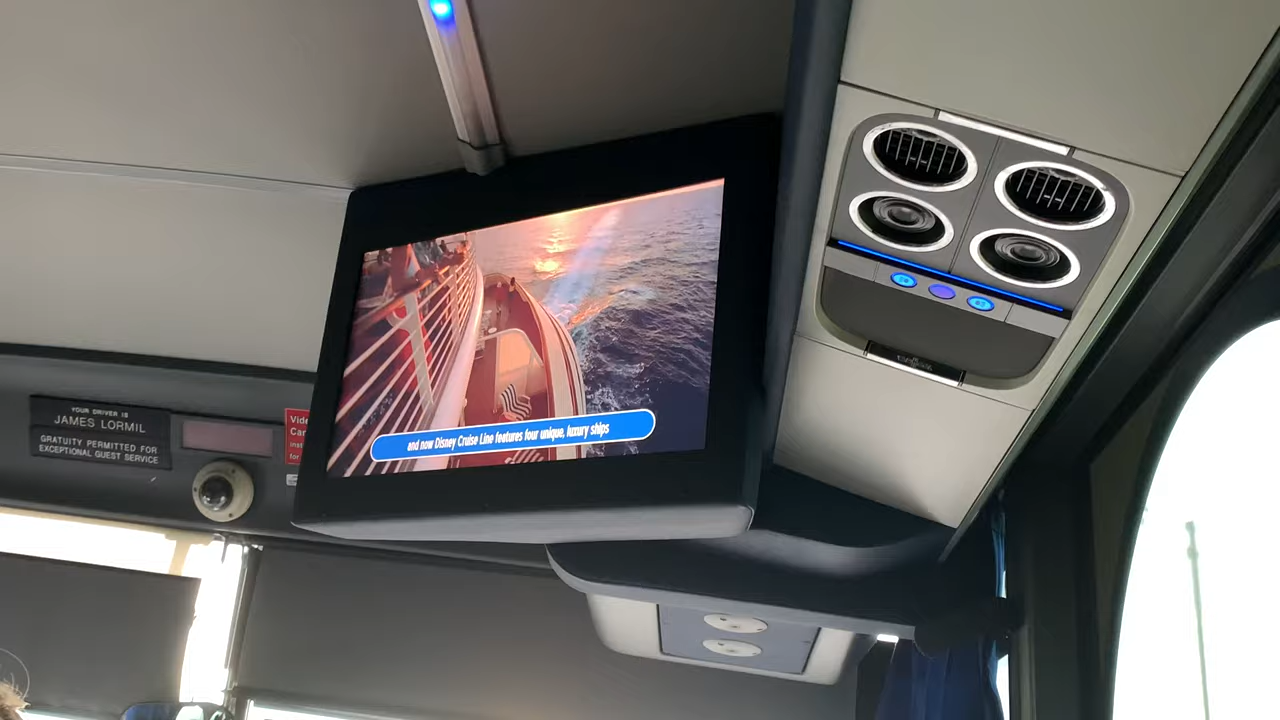 YOUR DRIVER IS
JAMES LORMIL
GRATUITY PERMITTED FOR
EXCEPTIONAL GUEST SERVICE
and now Disney Cruise Line features four unique, luxury ships